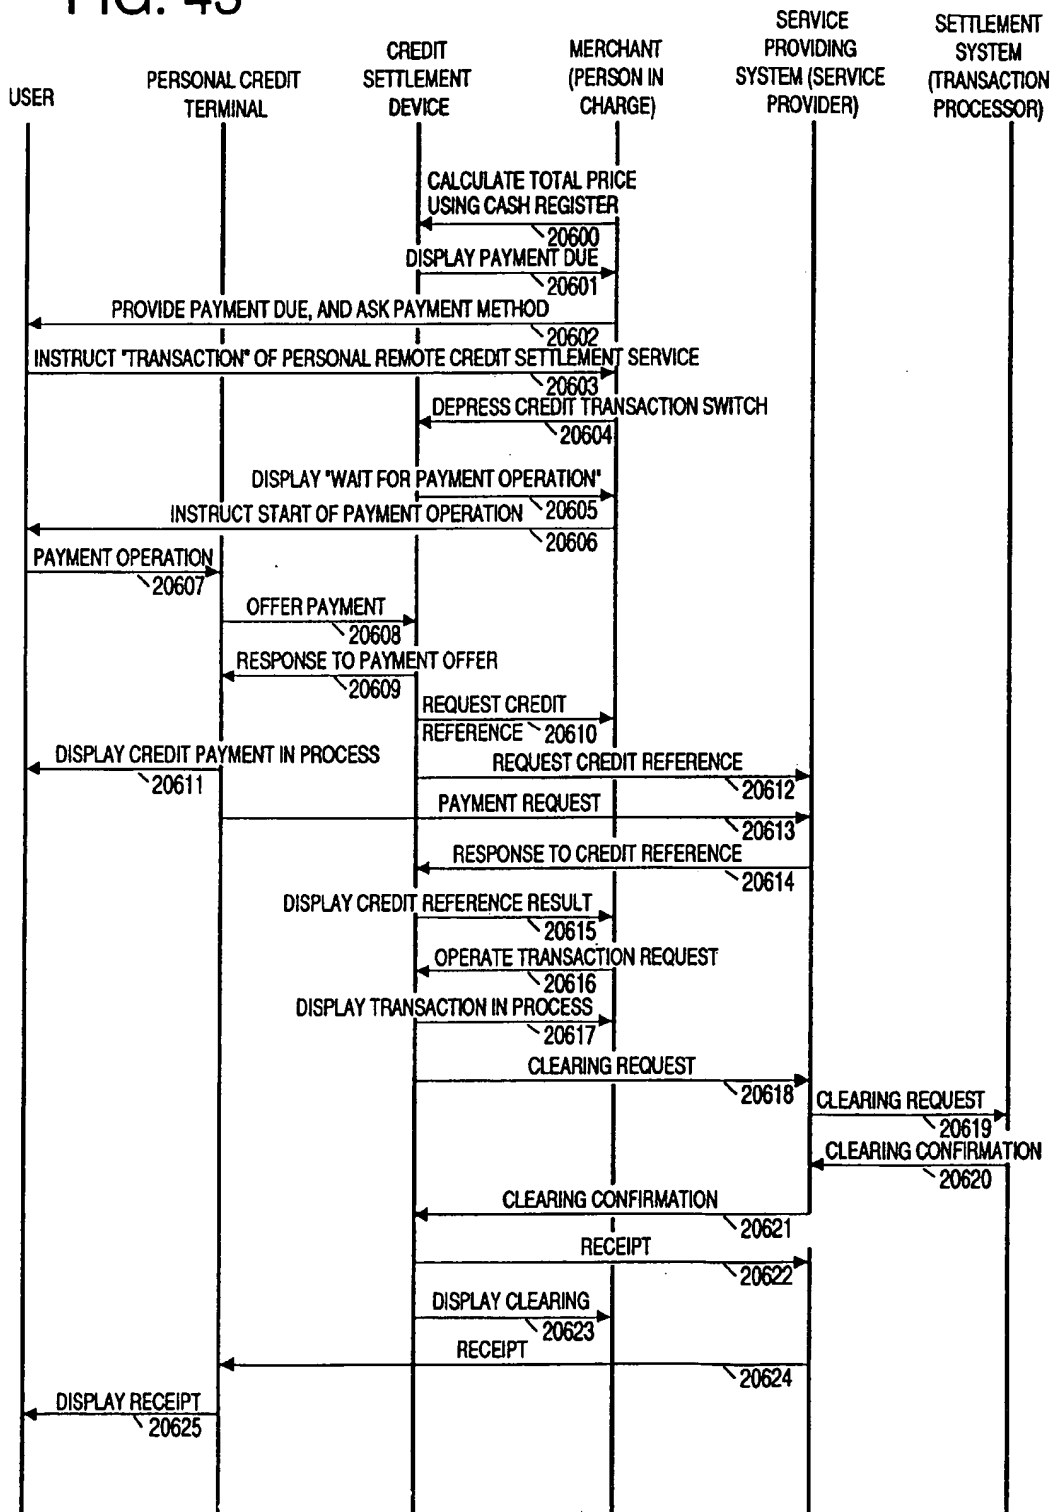 FIG. 43
USER
PERSONAL CREDIT
TERMINAL
CREDIT
SETTLEMENT
DEVICE
MERCHANT
(PERSON IN
CHARGE)
SERVICE
PROVIDING
SYSTEM (SERVICE
PROVIDER)
SETTLEMENT
SYSTEM
(TRANSACTION
PROCESSOR)
CALCULATE TOTAL PRICE
USING CASH REGISTER
20600
DISPLAY PAYMENT DUE
20601
PROVIDE PAYMENT DUE, AND ASK PAYMENT METHOD
20602
INSTRUCT "TRANSACTION" OF PERSONAL REMOTE CREDIT SETTLEMENT SERVICE
20603
DEPRESS CREDIT TRANSACTION SWITCH
20604
DISPLAY "WAIT FOR PAYMENT OPERATION"
20605
INSTRUCT START OF PAYMENT OPERATION
20606
PAYMENT OPERATION
20607
OFFER PAYMENT
20608
RESPONSE TO PAYMENT OFFER
20609
REQUEST CREDIT
REFERENCE 20610
DISPLAY CREDIT PAYMENT IN PROCESS
20611
REQUEST CREDIT REFERENCE
20612
PAYMENT REQUEST
20613
RESPONSE TO CREDIT REFERENCE
20614
DISPLAY CREDIT REFERENCE RESULT
20615
OPERATE TRANSACTION REQUEST
20616
DISPLAY TRANSACTION IN PROCESS
20617
CLEARING REQUEST
20618
CLEARING REQUEST
20619
CLEARING CONFIRMATION
20620
CLEARING CONFIRMATION
20621
RECEIPT
20622
DISPLAY CLEARING
20623
RECEIPT
20624
DISPLAY RECEIPT
20625